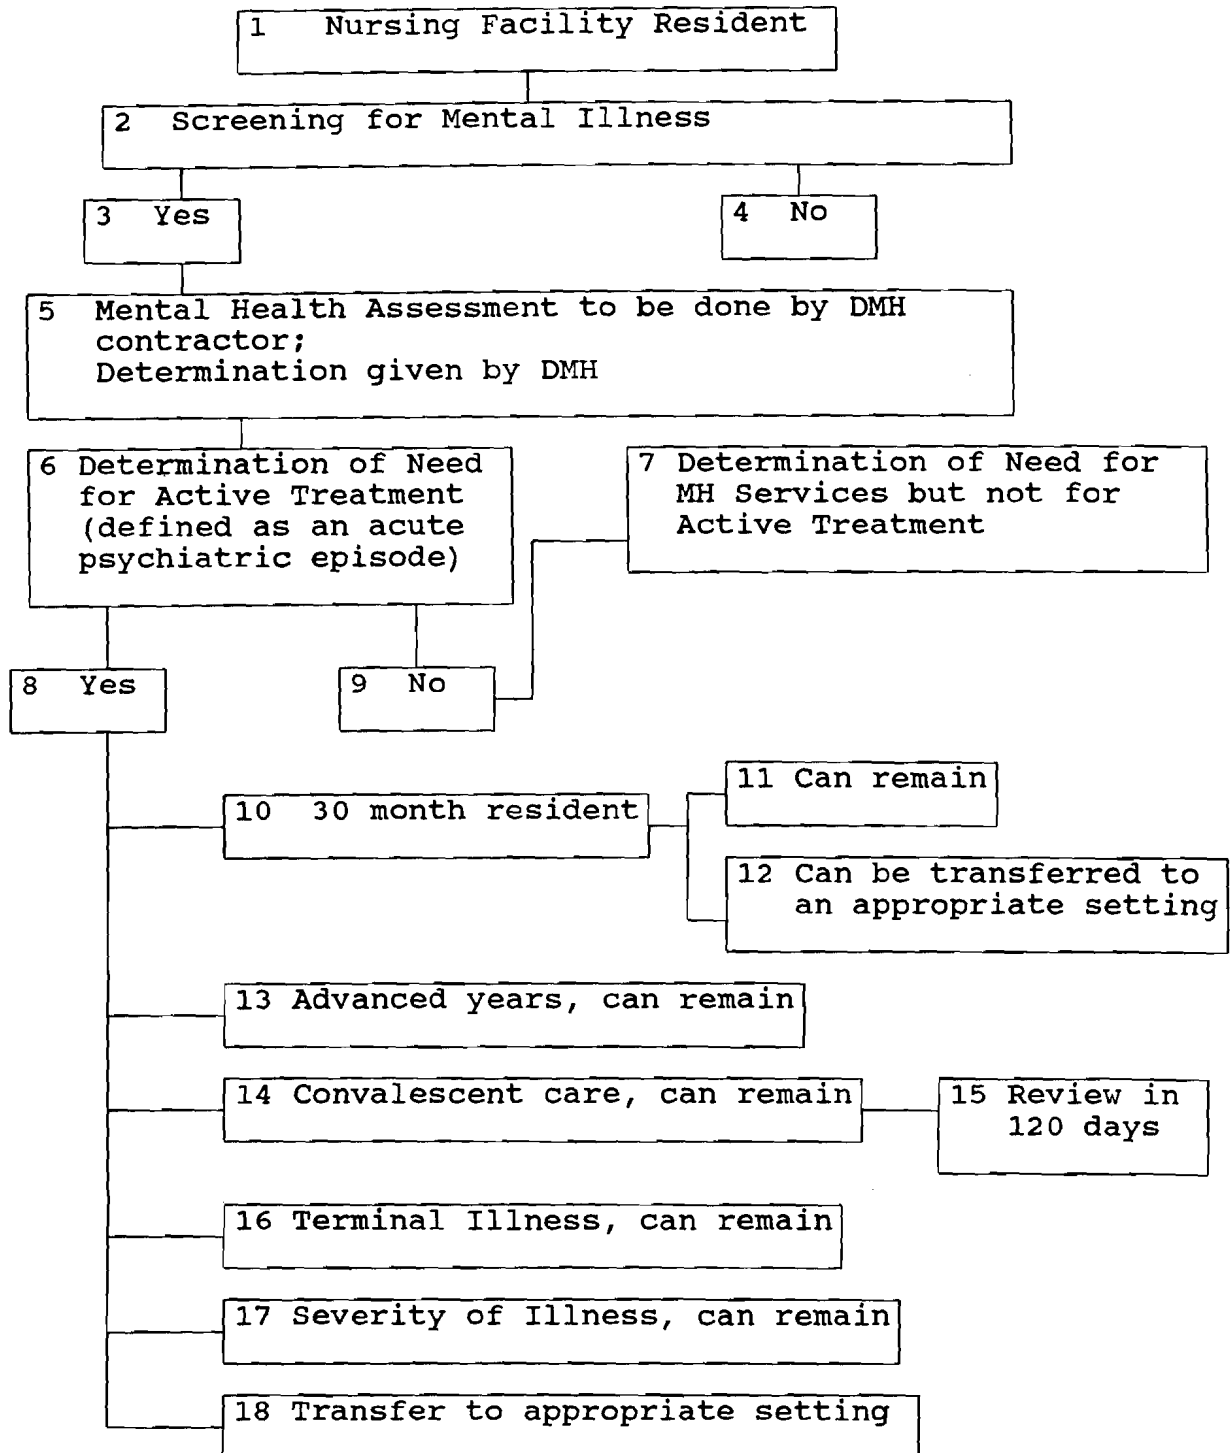 1 Nursing Facility Resident
2 Screening for Mental Illness
3 Yes
4 No
5 Mental Health Assessment to be done by DMH
contractor;
Determination given by DMH
6 Determination of Need
for Active Treatment
(defined as an acute
psychiatric episode)
7 Determination of Need for
MH Services but not for
Active Treatment
8 Yes
9 No
10 30 month resident
11 Can remain
12 Can be transferred to
an appropriate setting
13 Advanced years, can remain
14 Convalescent care, can remain
15 Review in
120 days
16 Terminal Illness, can remain
17 Severity of Illness, can remain
18 Transfer to appropriate setting